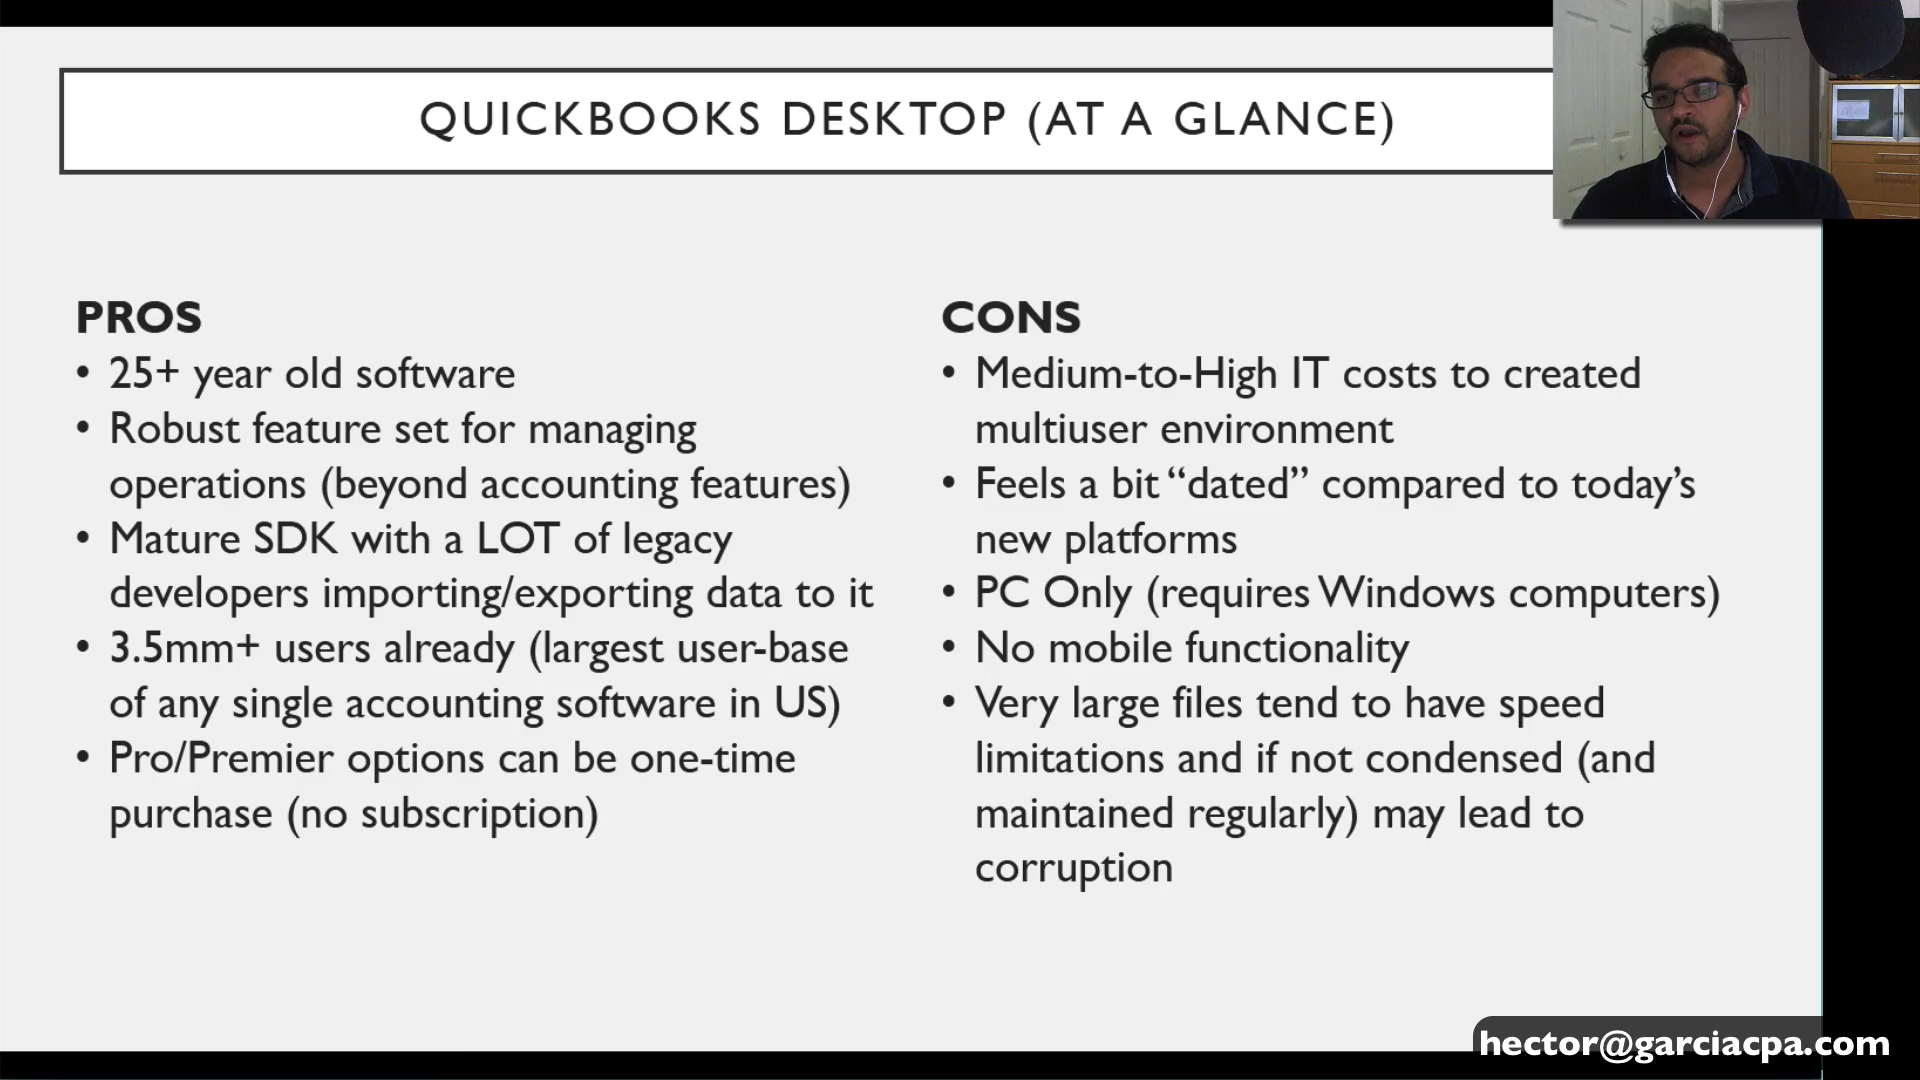 QUICKBOOKS DESKTOP (AT A GLANCE)
PROS
• 25+ year old software
• Robust feature set for managing
operations (beyond accounting features)
• Mature SDK with a LOT of legacy
developers importing/exporting data to it
• 3.5mm+ users already (largest user-base
of any single accounting software in US)
• Pro/Premier options can be one-time
purchase (no subscription)
CONS
• Medium-to-High IT costs to created
multiuser environment
• Feels a bit “dated” compared to today’s
new platforms
• PC Only (requires Windows computers)
• No mobile functionality
• Very large files tend to have speed
limitations and if not condensed (and
maintained regularly) may lead to
corruption
hector@garciacpa.com